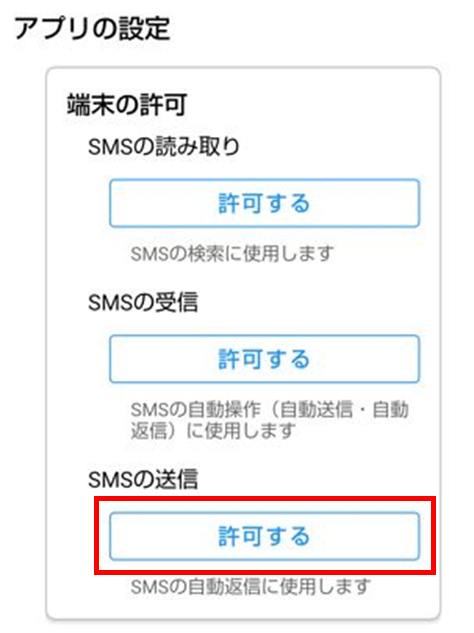 アプリの設定
端末の許可
SMSの読み取り
許可する
SMSの検索に使用します
SMSの受信
許可する
SMSの自動操作（自動送信・自動
返信）に使用します
SMSの送信
許可する
SMSの自動返信に使用します